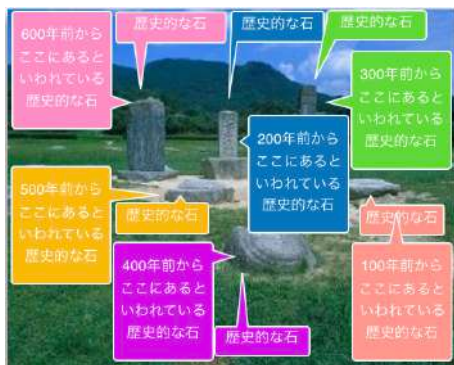 600年前から
ここにあると
いわれている
歴史的な石
歴史的な石
歴史的な石
歴史的な石
300年前から
ここにあると
いわれている
歴史的な石
200年前から
ここにあると
いわれている
歴史的な石
500年前から
ここにあると
いわれている
歴史的な石
歴史的な石
歴史的な石
400年前から
ここにあると
いわれている
歴史的な石
100年前から
ここにあると
いわれている
歴史的な石
歴史的な石